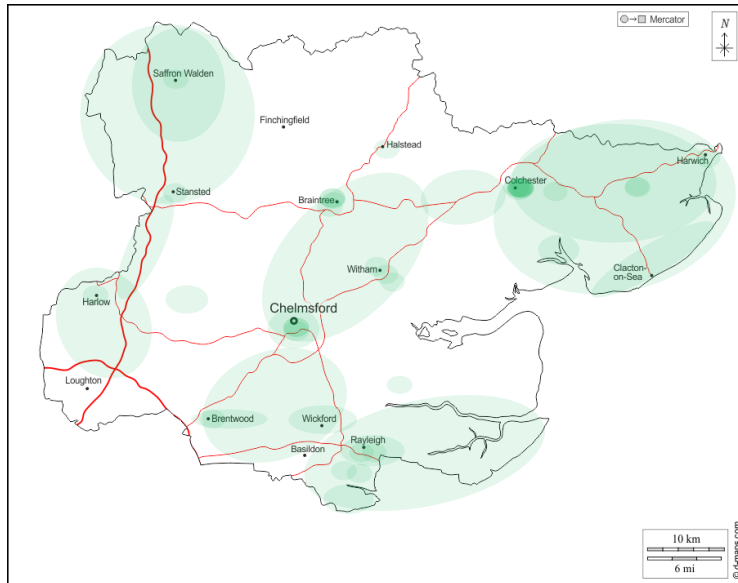 Mercator
N
Saffron Walden
Finchingfield
Halstead
Harwich
Stansted
Colchester
Braintree
Witham
Clacton-
on-Sea
Harlow
Chelmsford
Loughton
Brentwood
Wickford
Rayleigh
Basildon
10 km
6 mi
© d-maps.com